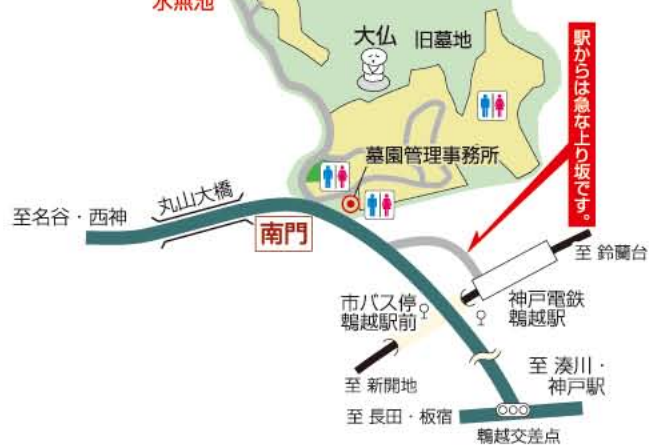 水無池
大仏
旧墓地
駅からは急な上り坂です。
墓園管理事務所
丸山大橋
至名谷・西神
南門
至 鈴蘭台
市バス停
鵯越駅前
神戸電鉄
鵯越駅
至 新開地
至 湊川・
神戸駅
至 長田・板宿
鵯越交差点